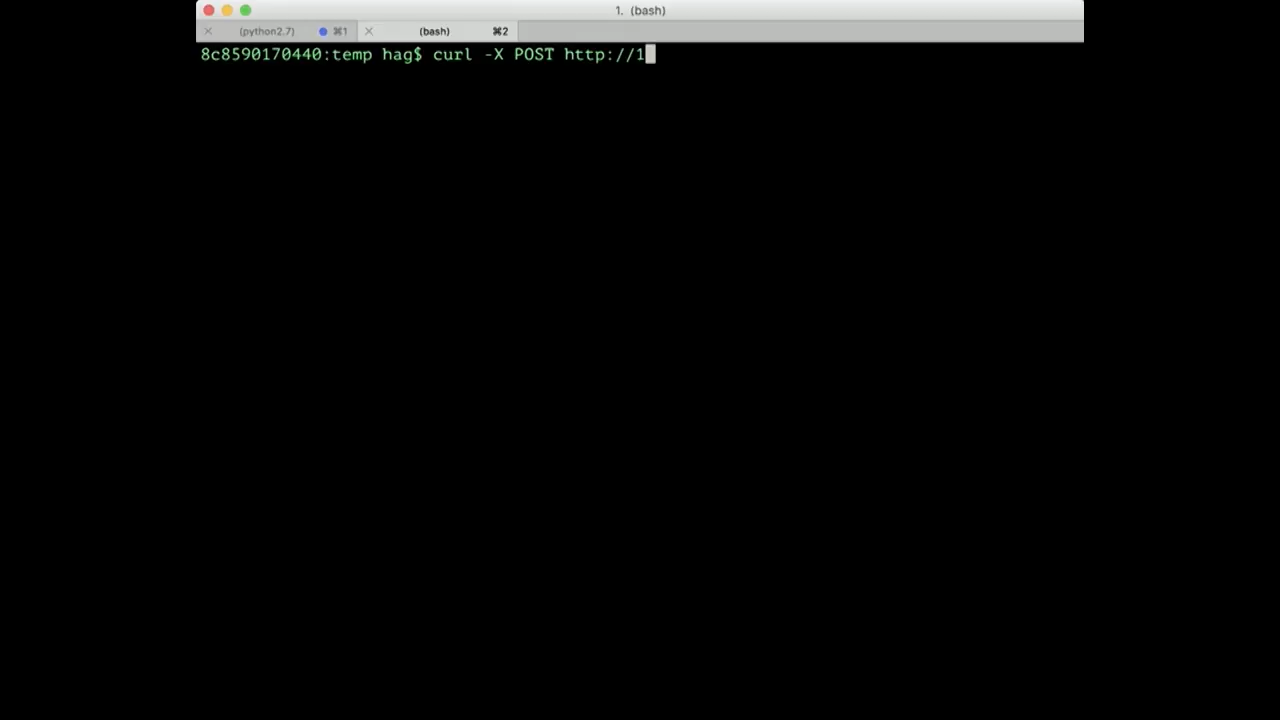 1. (bash)
(python2.7) ⌘1 (bash) ⌘2
8c8590170440:temp hag$ curl -X POST http://1